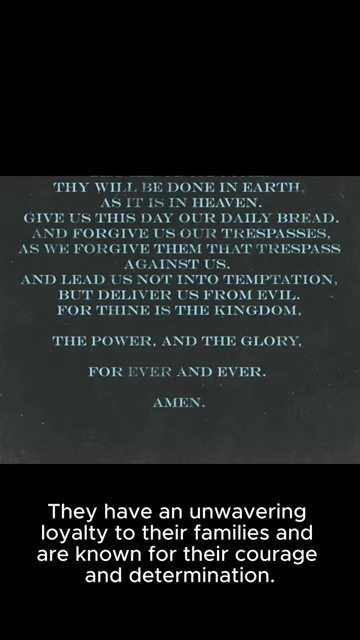 THY WILL BE DONE IN EARTH,
AS IT IS IN HEAVEN.
GIVE US THIS DAY OUR DAILY BREAD.
AND FORGIVE US OUR TRESPASSES,
AS WE FORGIVE THEM THAT TRESPASS
AGAINST US.
AND LEAD US NOT INTO TEMPTATION,
BUT DELIVER US FROM EVIL.
FOR THINE IS THE KINGDOM,
THE POWER, AND THE GLORY,
FOR EVER AND EVER.
AMEN.
They have an unwavering
loyalty to their families and
are known for their courage
and determination.